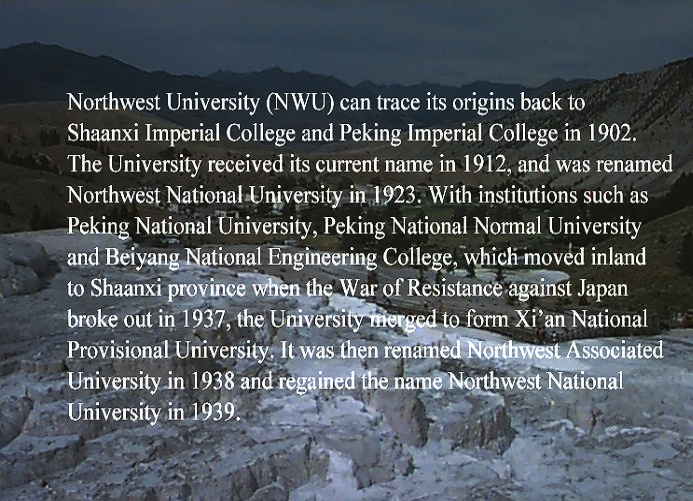 Northwest University (NWU) can trace its origins back to
Shaanxi Imperial College and Peking Imperial College in 1902.
The University received its current name in 1912, and was renamed
Northwest National University in 1923. With institutions such as
Peking National University, Peking National Normal University
and Beiyang National Engineering College, which moved inland
to Shaanxi province when the War of Resistance against Japan
broke out in 1937, the University merged to form Xi’an National
Provisional University. It was then renamed Northwest Associated
University in 1938 and regained the name Northwest National
University in 1939.